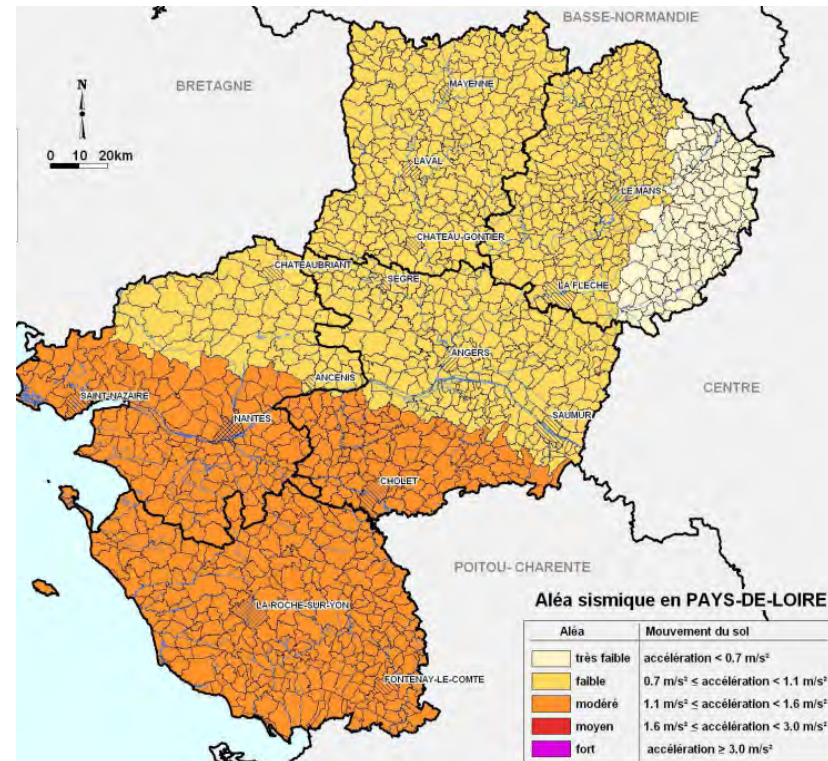 BASSE-NORMANDIE
BRETAGNE
MAYENNE
N
0 10 20km
LAVAL
LE MANS
CHATEAU-GONTIER
CHATEAUBRIANT
SEGRE
LA FLECHE
ANGERS
ANCENIS
CENTRE
SAINT-NAZAIRE
SAUMUR
NANTES
CHOLET
POITOU- CHARENTE
LA ROCHE-SUR-YON
FONTENAY-LE-COMTE
Aléa sismique en PAYS-DE-LOIRE
Aléa Mouvement du sol
très faible accélération < 0.7 m/s²
faible 0.7 m/s² ≤ accélération < 1.1 m/s²
modéré 1.1 m/s² ≤ accélération < 1.6 m/s²
moyen 1.6 m/s² ≤ accélération < 3.0 m/s²
fort accélération ≥ 3.0 m/s²